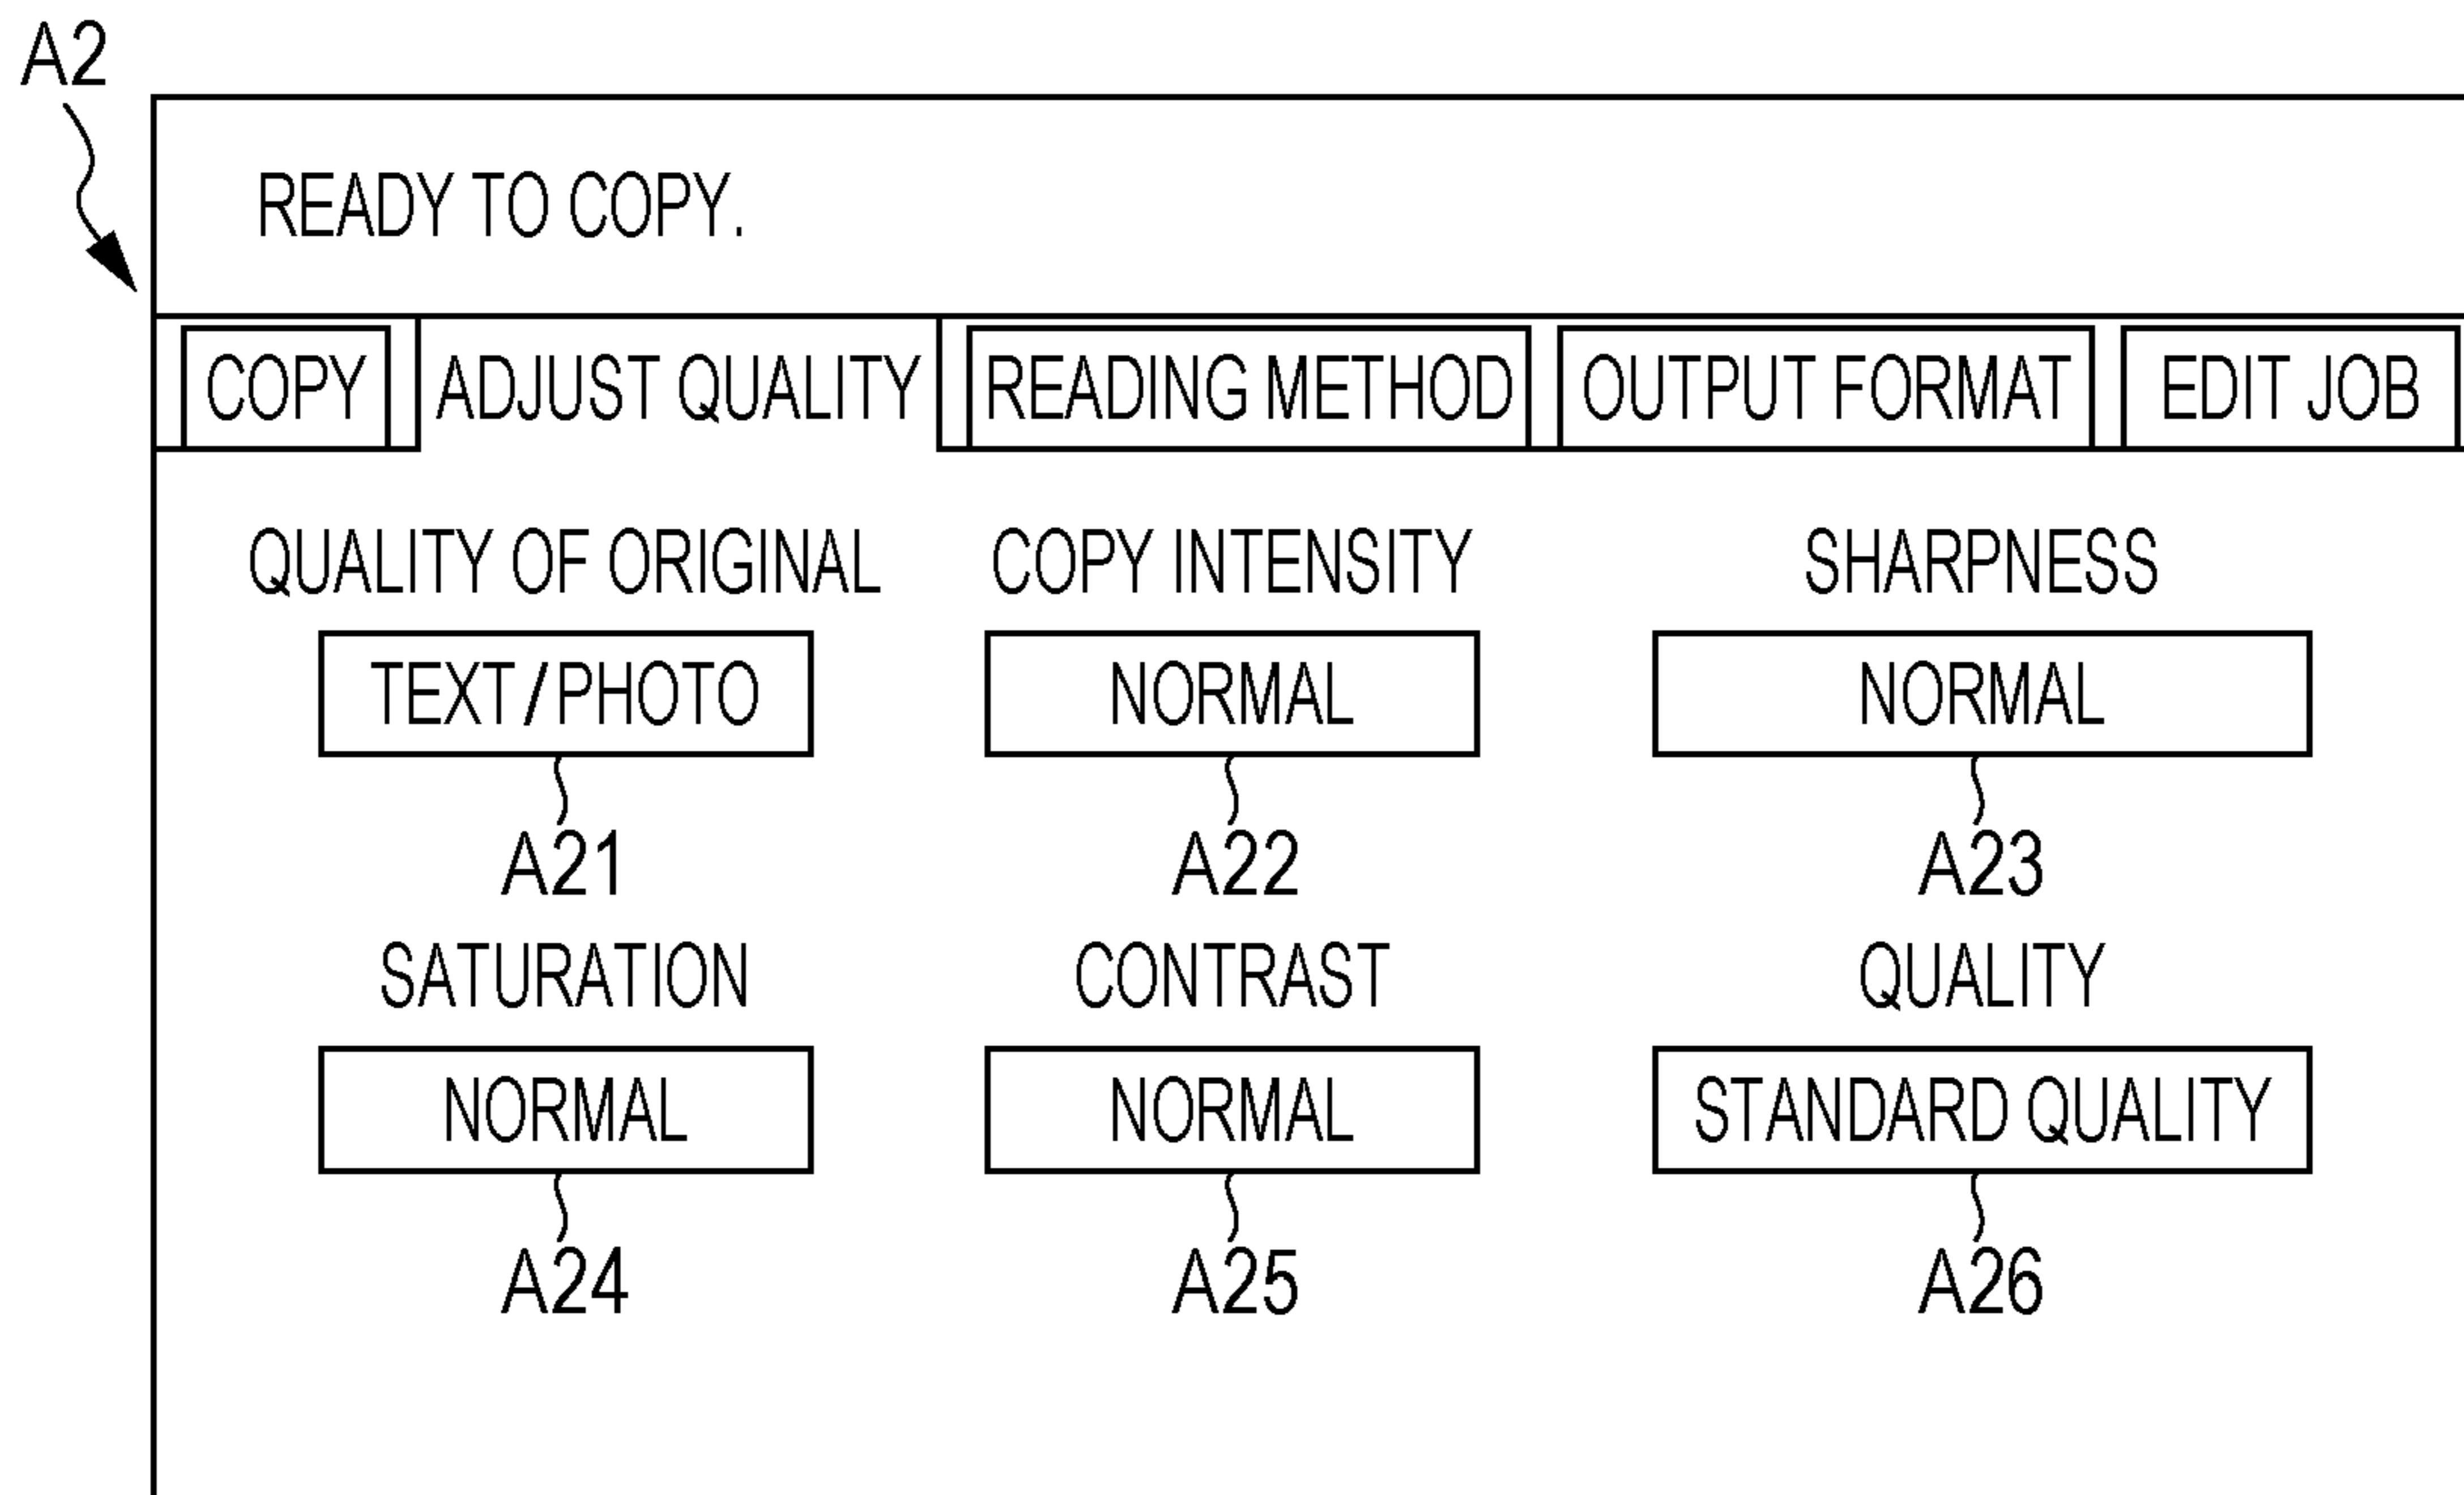 A2
READY TO COPY.
COPY ADJUST QUALITY READING METHOD OUTPUT FORMAT EDIT JOB
QUALITY OF ORIGINAL COPY INTENSITY SHARPNESS
TEXT/PHOTO NORMAL NORMAL
A21 A22 A23
SATURATION CONTRAST QUALITY
NORMAL NORMAL STANDARD QUALITY
A24 A25 A26